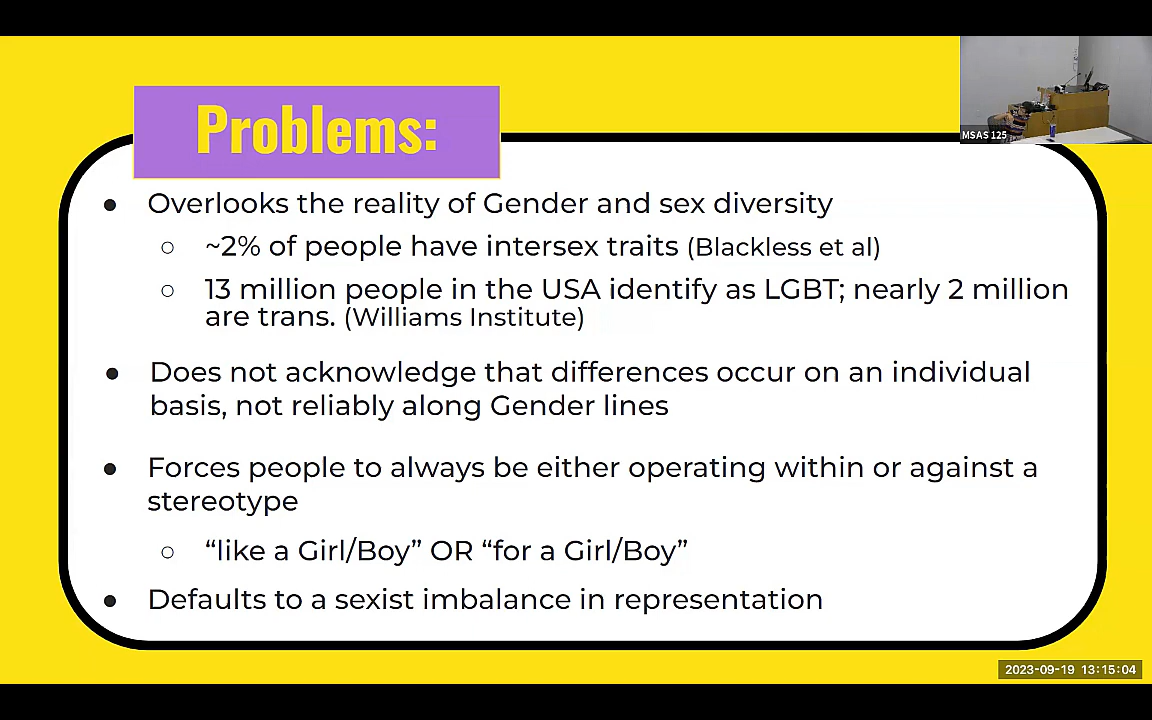 MSAS 125
Problems:
● Overlooks the reality of Gender and sex diversity
○ ~2% of people have intersex traits (Blackless et al)
○ 13 million people in the USA identify as LGBT; nearly 2 million
are trans. (Williams Institute)
● Does not acknowledge that differences occur on an individual
basis, not reliably along Gender lines
● Forces people to always be either operating within or against a
stereotype
○ “like a Girl/Boy” OR “for a Girl/Boy”
● Defaults to a sexist imbalance in representation
2023-09-19 13:15:04